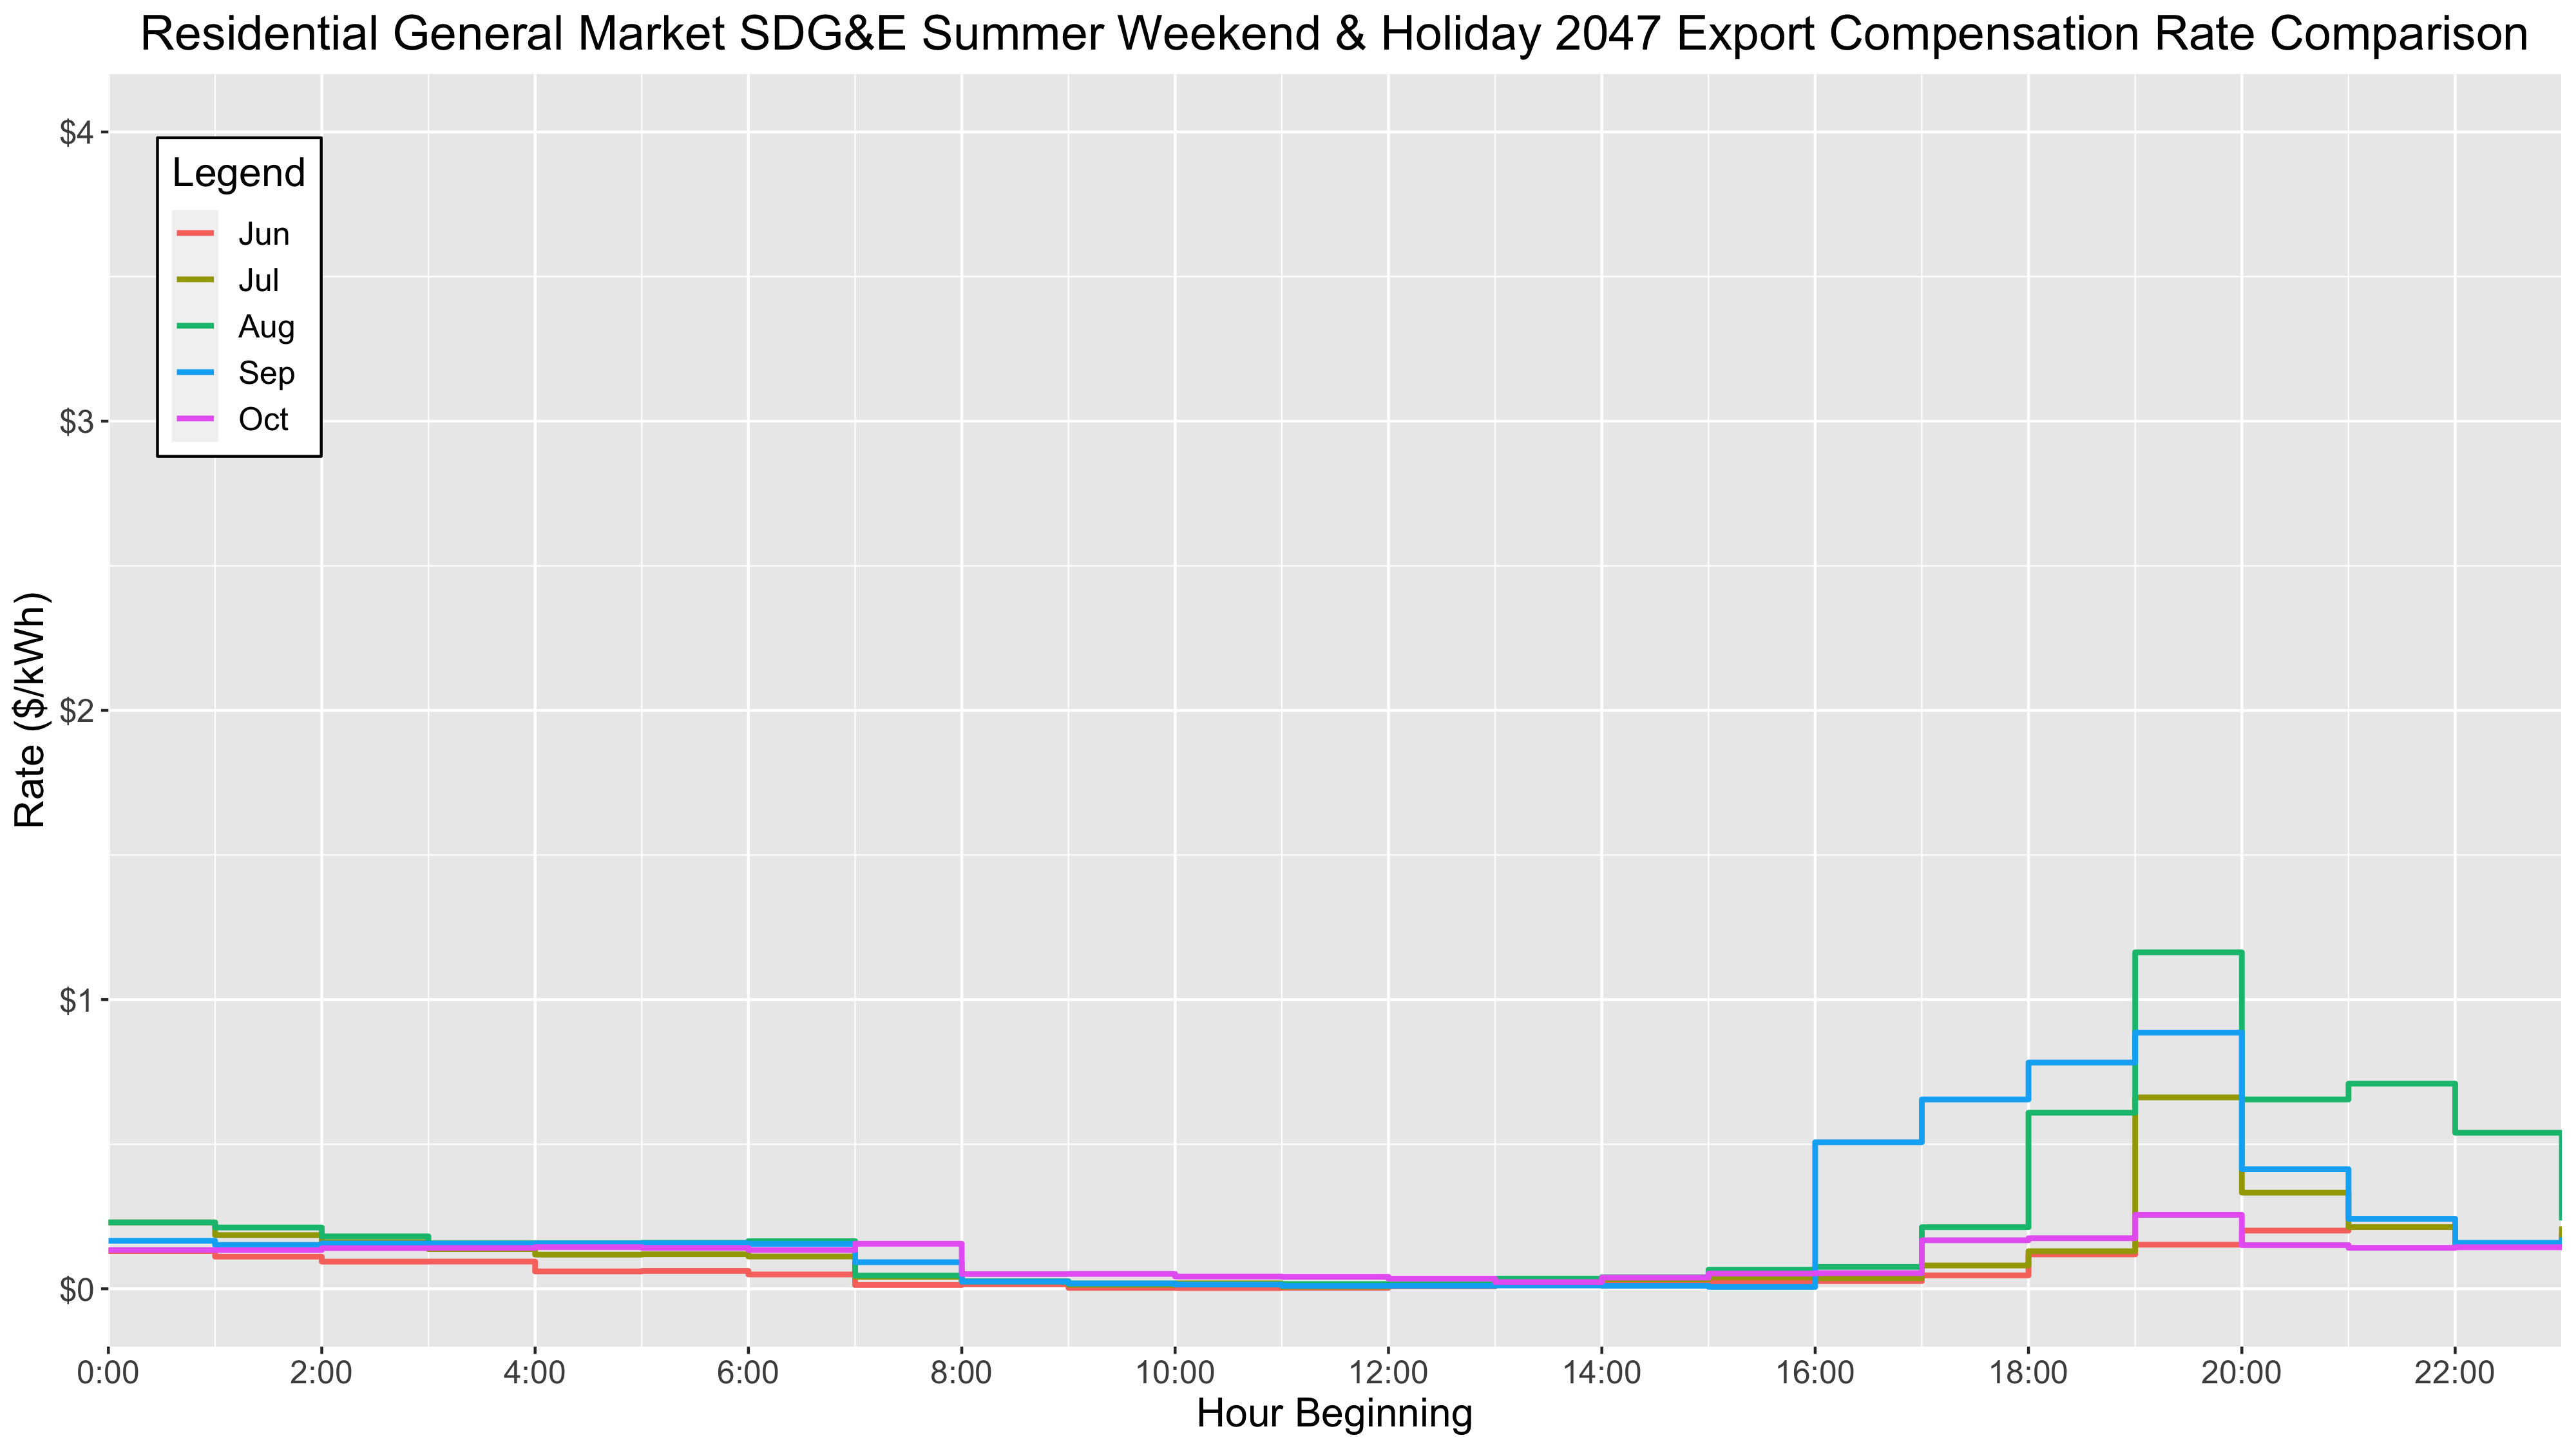 Residential General Market SDG&E Summer Weekend & Holiday 2047 Export Compensation Rate Comparison
$4
Legend
Jun
Jul
Aug
Sep
Oct
$3
Rate ($/kWh)
$2
$1
$0
0:00 2:00 4:00 6:00 8:00 10:00 12:00 14:00 16:00 18:00 20:00 22:00
Hour Beginning